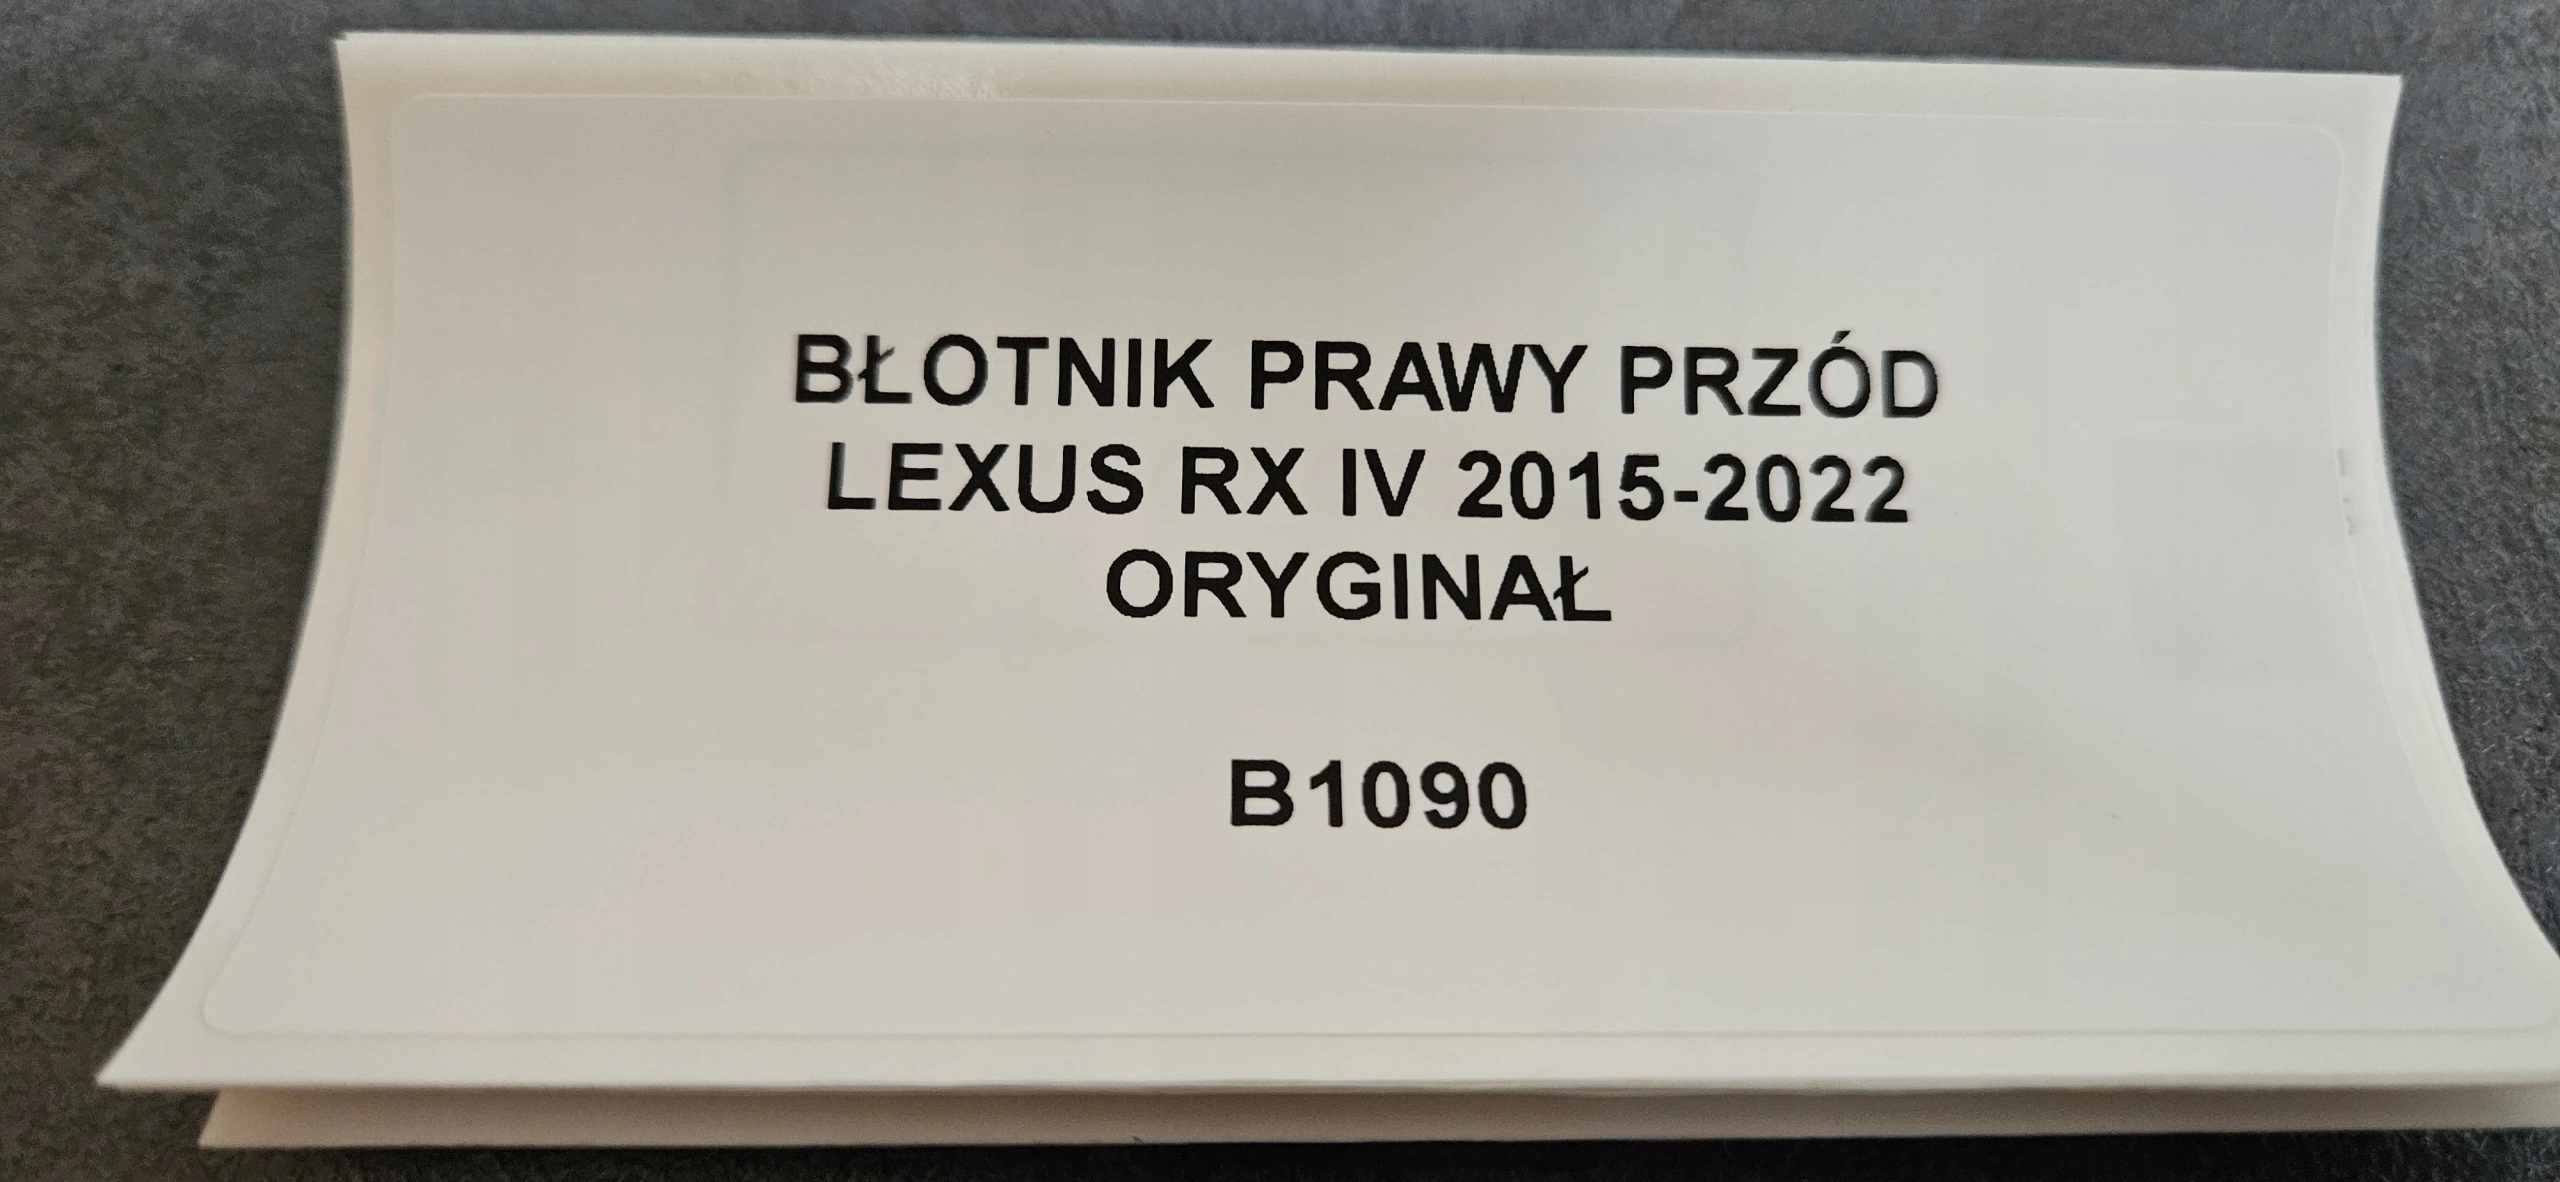 BŁOTNIK PRAWY PRZÓD
LEXUS RX IV 2015-2022
ORYGINAŁ
B1090